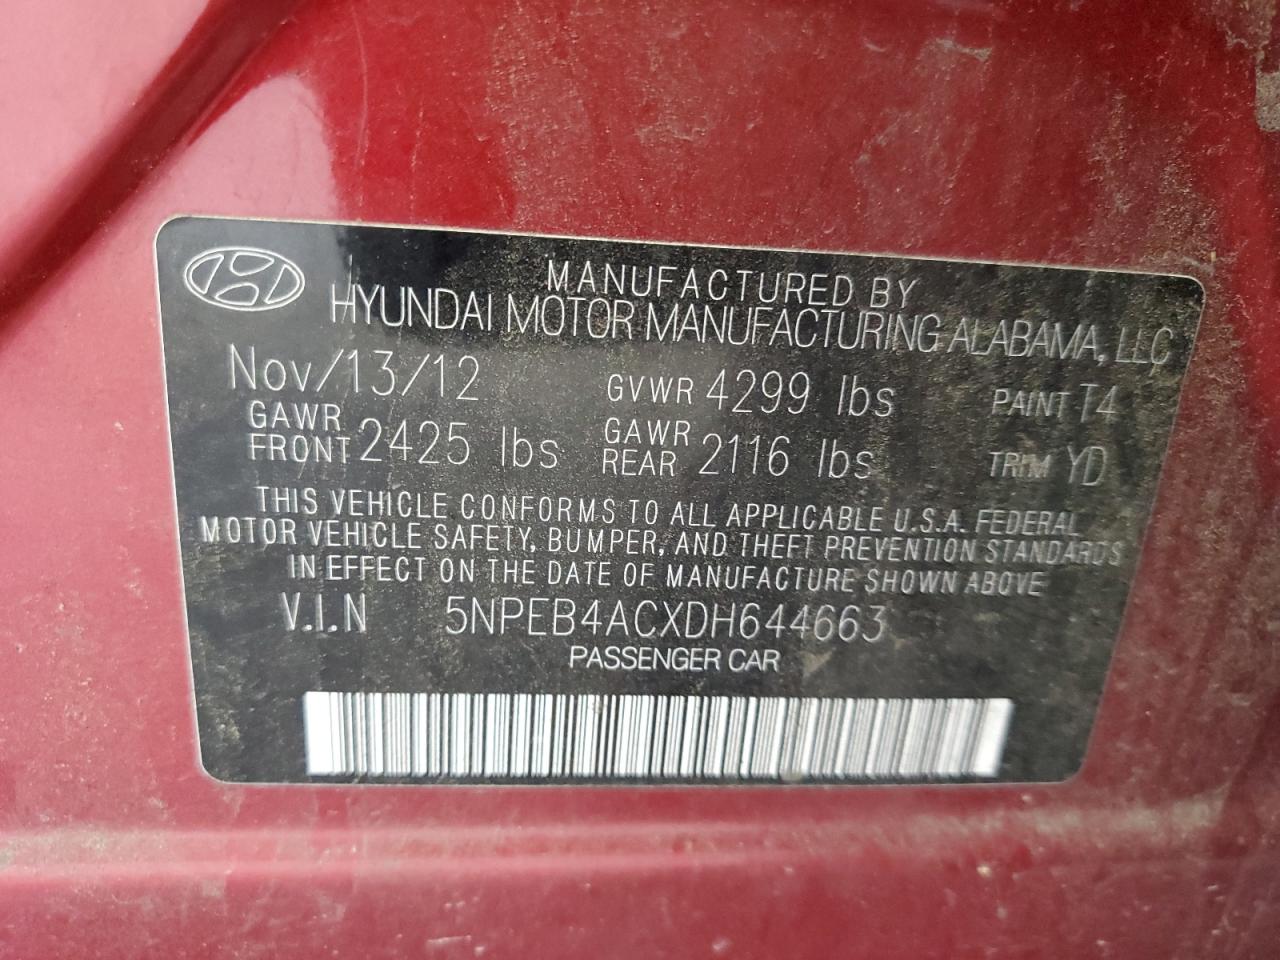 MANUFACTURED BY
HYUNDAI MOTOR MANUFACTURING ALABAMA, LLC
Nov/13/12 GVWR 4299 lbs PAINT T4
GAWR FRONT 2425 lbs GAWR REAR 2116 lbs TRIM YD
THIS VEHICLE CONFORMS TO ALL APPLICABLE U.S.A. FEDERAL
MOTOR VEHICLE SAFETY, BUMPER, AND THEFT PREVENTION STANDARDS
IN EFFECT ON THE DATE OF MANUFACTURE SHOWN ABOVE
V.I.N 5NPEB4ACXDH644663
PASSENGER CAR